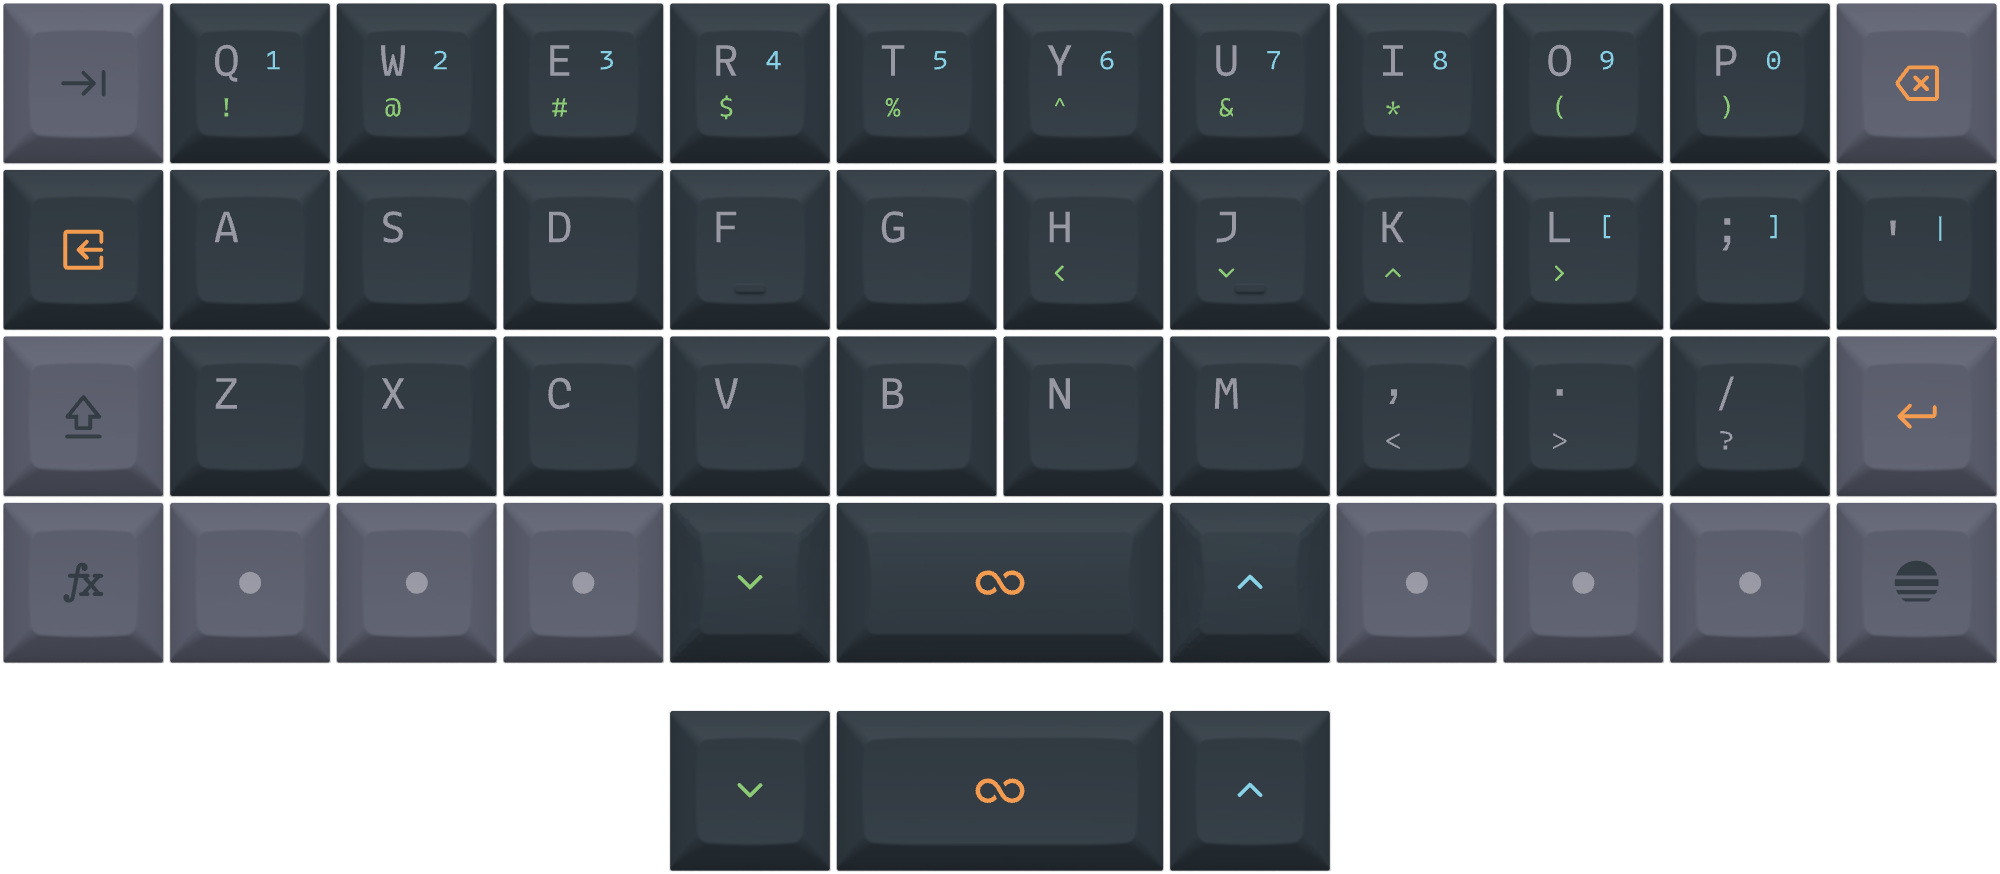 Q 1 W 2 E 3 R 4 T 5 Y 6 U 7 I 8 O 9 P 0
! @ # $ % ^ & * ( )
A S D F G H J K L [ ; ] ' |
Z X C V B N M , . /
< > ?
fx